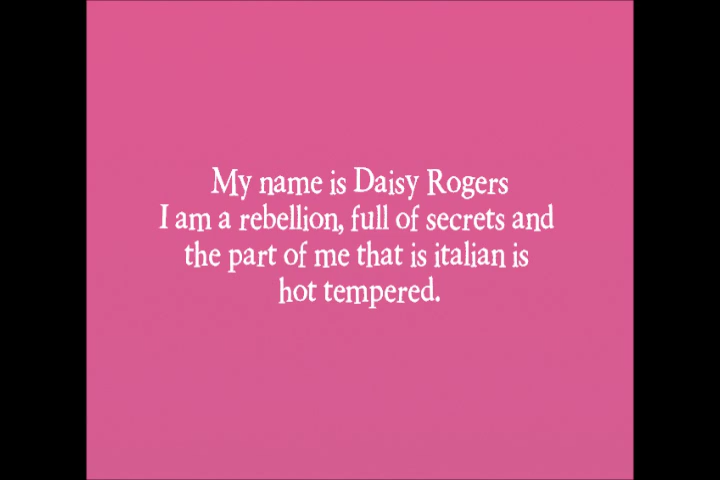 My name is Daisy Rogers
I am a rebellion, full of secrets and
the part of me that is italian is
hot tempered.